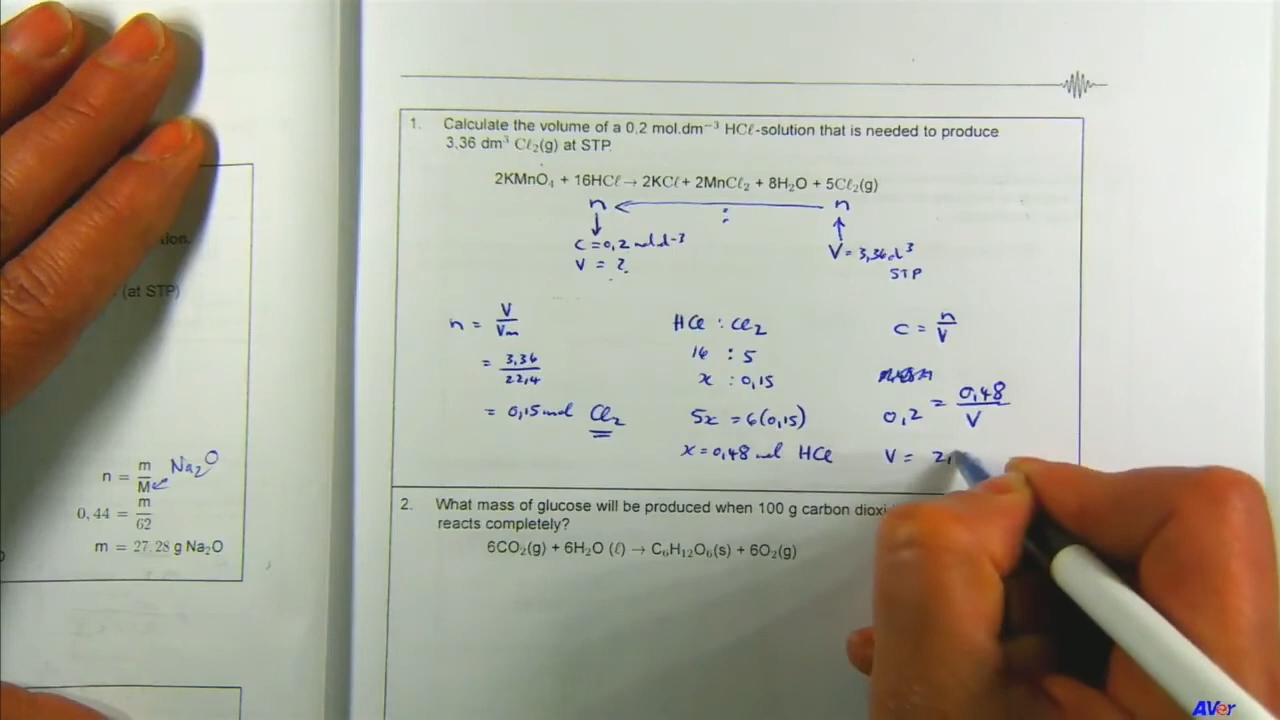 ion.
(at STP)
n = m/M Na₂O
0,44 = m/62
m = 27.28 g Na₂O
1. Calculate the volume of a 0,2 mol.dm⁻³ HCℓ-solution that is needed to produce
3,36 dm³ Cℓ₂(g) at STP.
2KMnO₄ + 16HCℓ → 2KCℓ + 2MnCℓ₂ + 8H₂O + 5Cℓ₂(g)
n ← : n
c = 0,2 mol.d⁻³
V = ?
V = 3,36 d³
STP
n = V/Vm
= 3,36/22,4
= 0,15 mol Cℓ₂
HCℓ : Cℓ₂
16 : 5
x : 0,15
5x = 6(0,15)
x = 0,48 mol HCℓ
c = n/V
0,2 = 0,48/V
V = 2,
2. What mass of glucose will be produced when 100 g carbon
reacts completely?
6CO₂(g) + 6H₂O (ℓ) → C₆H₁₂O₆(s) + 6O₂(g)
AVer